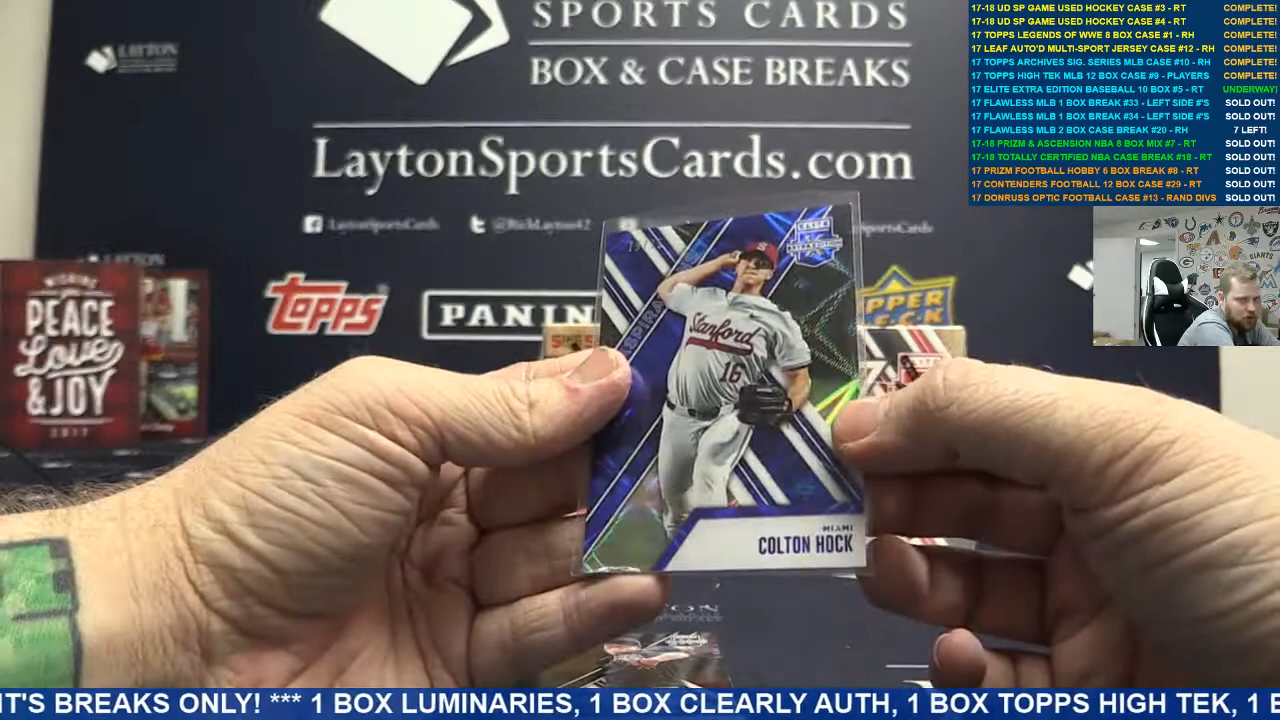 SPORTS CARDS
BOX & CASE BREAKS
LaytonSportsCards.com
LAYTON
/LaytonSportsCards
@RichLayton42
TOPPS
PANIN
UPPER
PEACE
Love
& JOY
2017
ELITE
Stanford
16
MIAMI
COLTON HOCK
17-18 UD SP GAME USED HOCKEY CASE #3 - RT COMPLETE!
17-18 UD SP GAME USED HOCKEY CASE #4 - RT COMPLETE!
17 TOPPS LEGENDS OF WWE 8 BOX CASE #1 - RH COMPLETE!
17 LEAF AUTO'D MULTI-SPORT JERSEY CASE #12 - RH COMPLETE!
17 TOPPS ARCHIVES SIG. SERIES MLB CASE #10 - RH COMPLETE!
17 TOPPS HIGH TEK MLB 12 BOX CASE #9 - PLAYERS COMPLETE!
17 ELITE EXTRA EDITION BASEBALL 10 BOX #5 - RT UNDERWAY!
17 FLAWLESS MLB 1 BOX BREAK #33 - LEFT SIDE #'S SOLD OUT!
17 FLAWLESS MLB 1 BOX BREAK #34 - LEFT SIDE #'S SOLD OUT!
17 FLAWLESS MLB 2 BOX CASE BREAK #20 - RH 7 LEFT!
17-18 PRIZM & ASCENSION NBA 8 BOX MIX #7 - RT SOLD OUT!
17-18 TOTALLY CERTIFIED NBA CASE BREAK #16 - RT SOLD OUT!
17 PRIZM FOOTBALL HOBBY 6 BOX BREAK #8 - RT SOLD OUT!
17 CONTENDERS FOOTBALL 12 BOX CASE #29 - RT SOLD OUT!
17 DONRUSS OPTIC FOOTBALL CASE #13 - RAND DIVS SOLD OUT!
IT'S BREAKS ONLY! *** 1 BOX LUMINARIES, 1 BOX CLEARLY AUTH, 1 BOX TOPPS HIGH TEK, 1 B